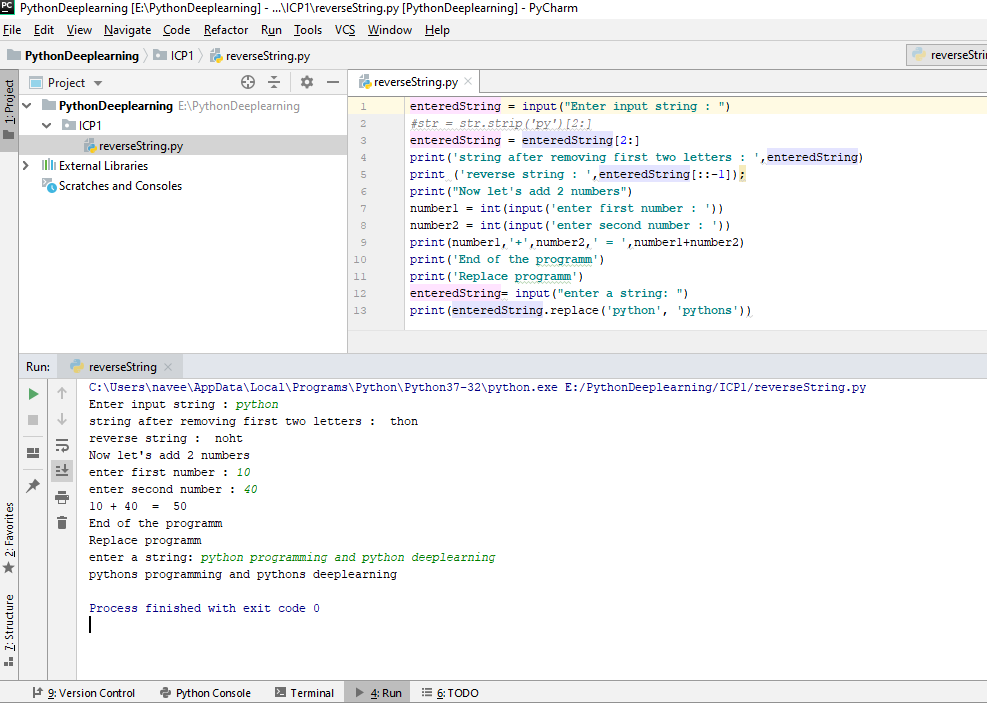 PC PythonDeeplearning [E:\PythonDeeplearning] - ...\ICP1\reverseString.py [PythonDeeplearning] - PyCharm
File Edit View Navigate Code Refactor Run Tools VCS Window Help
PythonDeeplearning ICP1 reverseString.py reverseStri
1: Project
Project
PythonDeeplearning E:\PythonDeeplearning
ICP1
reverseString.py
External Libraries
Scratches and Consoles
reverseString.py
1 enteredString = input("Enter input string : ")
2 #str = str.strip('py')[2:]
3 enteredString = enteredString[2:]
4 print('string after removing first two letters : ',enteredString)
5 print ('reverse string : ',enteredString[::-1]);
6 print("Now let's add 2 numbers")
7 number1 = int(input('enter first number : '))
8 number2 = int(input('enter second number : '))
9 print(number1,'+',number2,' = ',number1+number2)
10 print('End of the programm')
11 print('Replace programm')
12 enteredString= input("enter a string: ")
13 print(enteredString.replace('python', 'pythons'))
Run: reverseString
C:\Users\navee\AppData\Local\Programs\Python\Python37-32\python.exe E:/PythonDeeplearning/ICP1/reverseString.py
Enter input string : python
string after removing first two letters :  thon
reverse string :  noht
Now let's add 2 numbers
enter first number : 10
enter second number : 40
10 + 40  =  50
End of the programm
Replace programm
enter a string: python programming and python deeplearning
pythons programming and pythons deeplearning
Process finished with exit code 0
2: Favorites
7: Structure
9: Version Control Python Console Terminal 4: Run 6: TODO